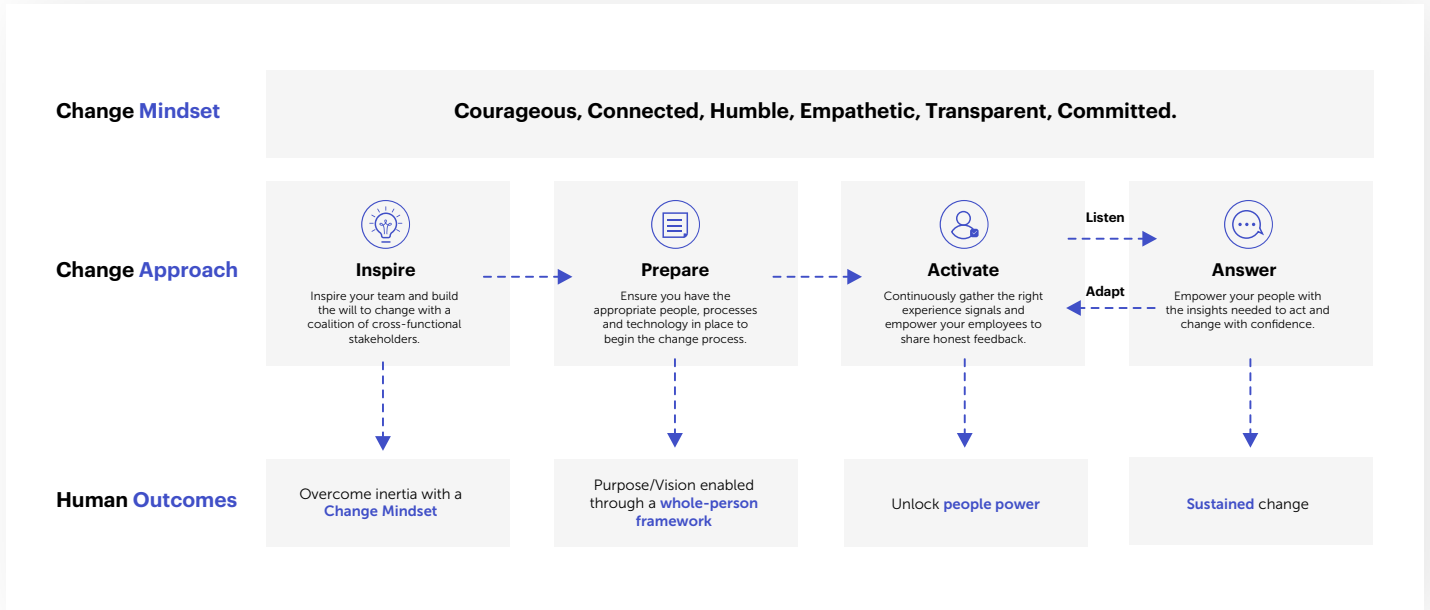 Change Mindset
Courageous, Connected, Humble, Empathetic, Transparent, Committed.
Change Approach
Inspire
Inspire your team and build
the will to change with a
coalition of cross-functional
stakeholders.
Prepare
Ensure you have the
appropriate people, processes
and technology in place to
begin the change process.
Activate
Continuously gather the right
experience signals and
empower your employees to
share honest feedback.
Listen
Adapt
Answer
Empower your people with
the insights needed to act and
change with confidence.
Human Outcomes
Overcome inertia with a
Change Mindset
Purpose/Vision enabled
through a whole-person
framework
Unlock people power
Sustained change